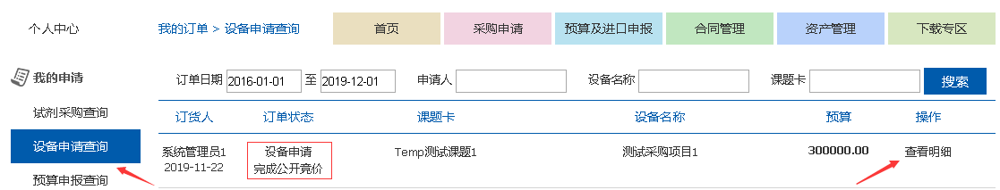 个人中心
我的订单 > 设备申请查询
首页
采购申请
预算及进口申报
合同管理
资产管理
下载专区
我的申请
订单日期 2016-01-01 至 2019-12-01 申请人 设备名称 课题卡 搜索
试剂采购查询
设备申请查询
预算申报查询
订货人 订单状态 课题卡 设备名称 预算 操作
系统管理员1
2019-11-22
设备申请
完成公开竞价
Temp测试课题1
测试采购项目1
300000.00
查看明细